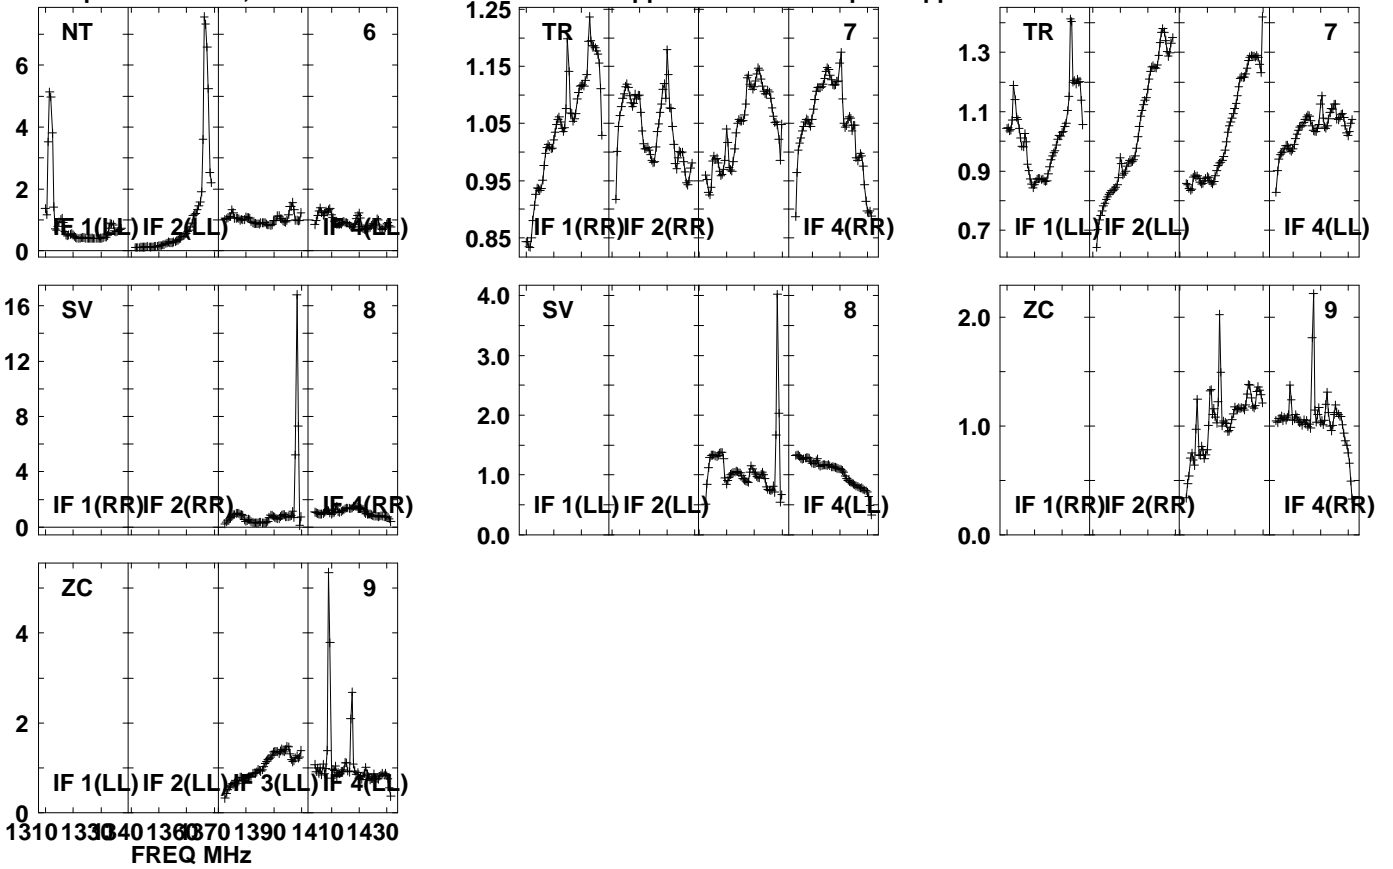 NT 6
6
4
2
0
IF 1(LL) IF 2(LL) IF 4(LL)
TR 7
1.25
1.15
1.05
0.95
0.85
IF 1(RR) IF 2(RR) IF 4(RR)
TR 7
1.3
1.1
0.9
0.7
IF 1(LL) IF 2(LL) IF 4(LL)
SV 8
16
12
8
4
0
IF 1(RR) IF 2(RR) IF 4(RR)
SV 8
4.0
3.0
2.0
1.0
0.0
IF 1(LL) IF 2(LL) IF 4(LL)
ZC 9
2.0
1.0
0.0
IF 1(RR) IF 2(RR) IF 4(RR)
ZC 9
4
2
0
IF 1(LL) IF 2(LL) IF 3(LL) IF 4(LL)
1310 1330 1340 1360 1370 1390 1410 1430
FREQ MHz